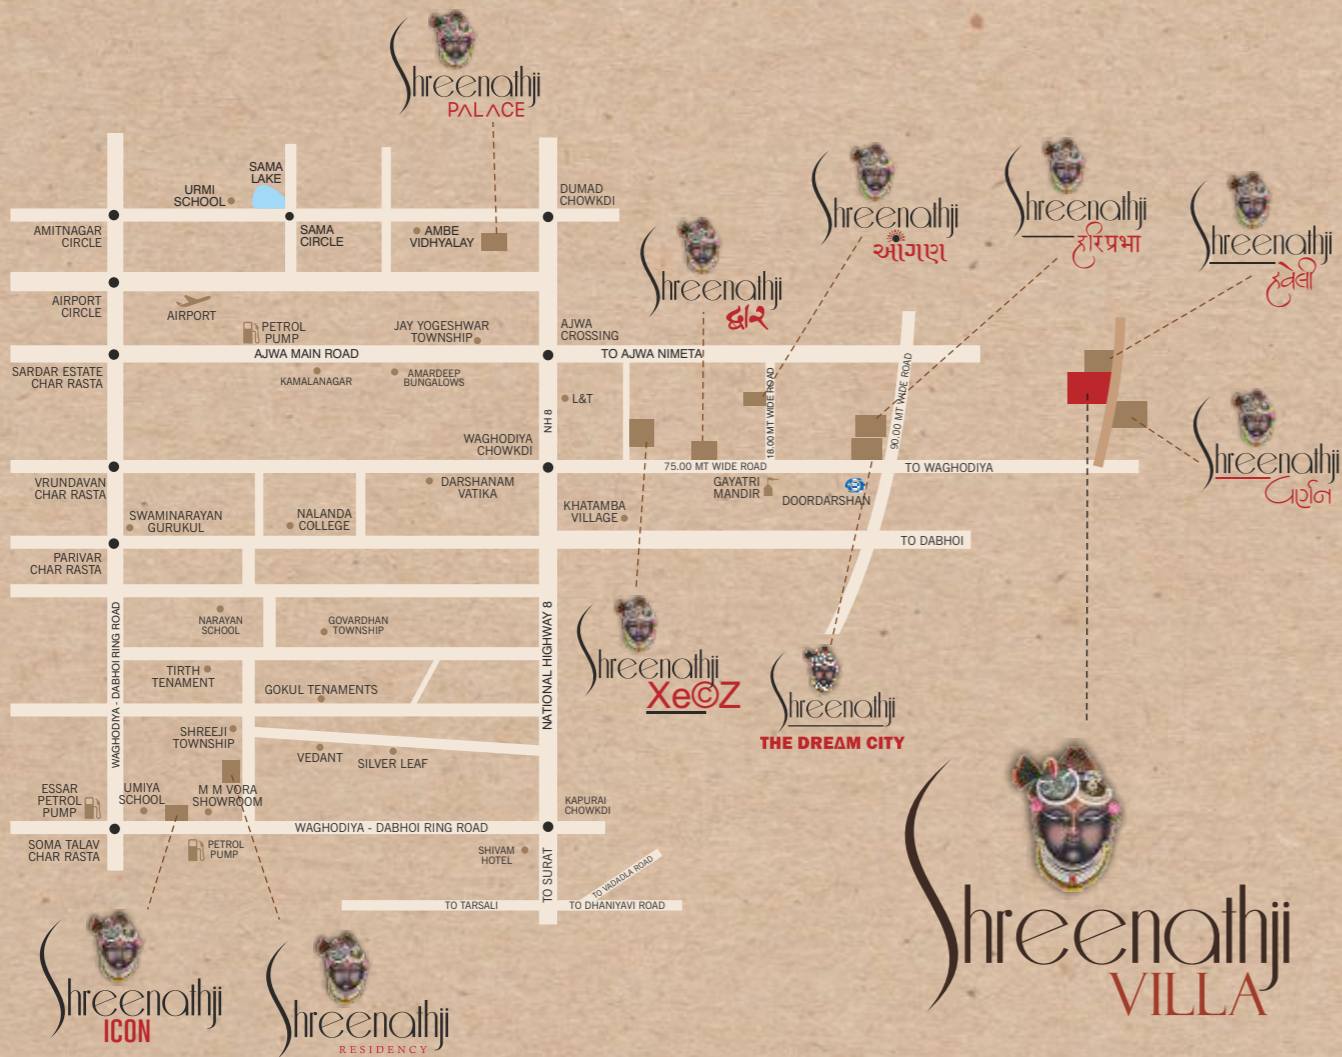 Shreenathji
PALACE
SAMA
LAKE
URMI
SCHOOL
DUMAD
CHOWKDI
AMITNAGAR
CIRCLE
SAMA
CIRCLE
AMBE
VIDHYALAY
Shreenathji
આંગણ
Shreenathji
હરિપ્રભા
Shreenathji
હવેલી
Shreenathji
દ્વાર
AIRPORT
CIRCLE
AIRPORT
PETROL
PUMP
JAY YOGESHWAR
TOWNSHIP
AJWA
CROSSING
AJWA MAIN ROAD
TO AJWA NIMETA
SARDAR ESTATE
CHAR RASTA
KAMALANAGAR
AMARDEEP
BUNGALOWS
L&T
NH 8
18.00 MT WIDE ROAD
90.00 MT WIDE ROAD
WAGHODIYA
CHOWKDI
75.00 MT WIDE ROAD
TO WAGHODIYA
Shreenathji
VRUNDAVAN
CHAR RASTA
DARSHANAM
VATIKA
GAYATRI
MANDIR
DOORDARSHAN
SWAMINARAYAN
GURUKUL
NALANDA
COLLEGE
KHATAMBA
VILLAGE
PARIVAR
CHAR RASTA
TO DABHOI
WAGHODIYA - DABHOI RING ROAD
NARAYAN
SCHOOL
GOVARDHAN
TOWNSHIP
NATIONAL HIGHWAY 8
TIRTH
TENAMENT
GOKUL TENAMENTS
Shreenathji
Xe©Z
Shreenathji
THE DREAM CITY
SHREEJI
TOWNSHIP
VEDANT
SILVER LEAF
ESSAR
PETROL
PUMP
UMIYA
SCHOOL
M M VORA
SHOWROOM
KAPURAI
CHOWKDI
WAGHODIYA - DABHOI RING ROAD
SOMA TALAV
CHAR RASTA
PETROL
PUMP
SHIVAM
HOTEL
TO SURAT
TO VADADLA ROAD
TO TARSALI
TO DHANIYAVI ROAD
Shreenathji
ICON
Shreenathji
RESIDENCY
Shreenathji
VILLA